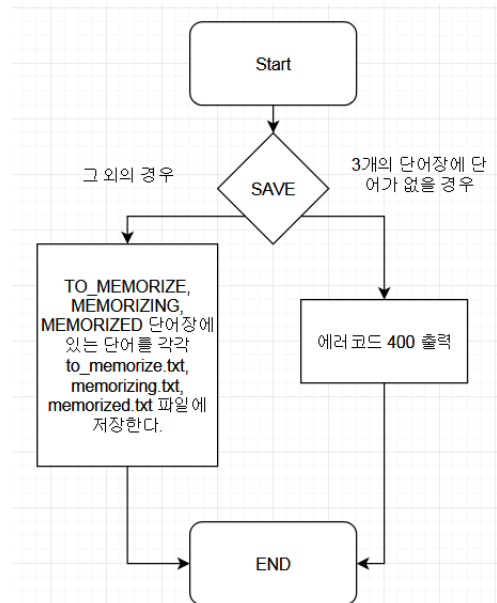 Start
SAVE
그 외의 경우
3개의 단어장에 단
어가 없을 경우
TO_MEMORIZE,
MEMORIZING,
MEMORIZED 단어장에
있는 단어를 각각
to_memorize.txt,
memorizing.txt,
memorized.txt 파일에
저장한다.
에러코드 400 출력
END